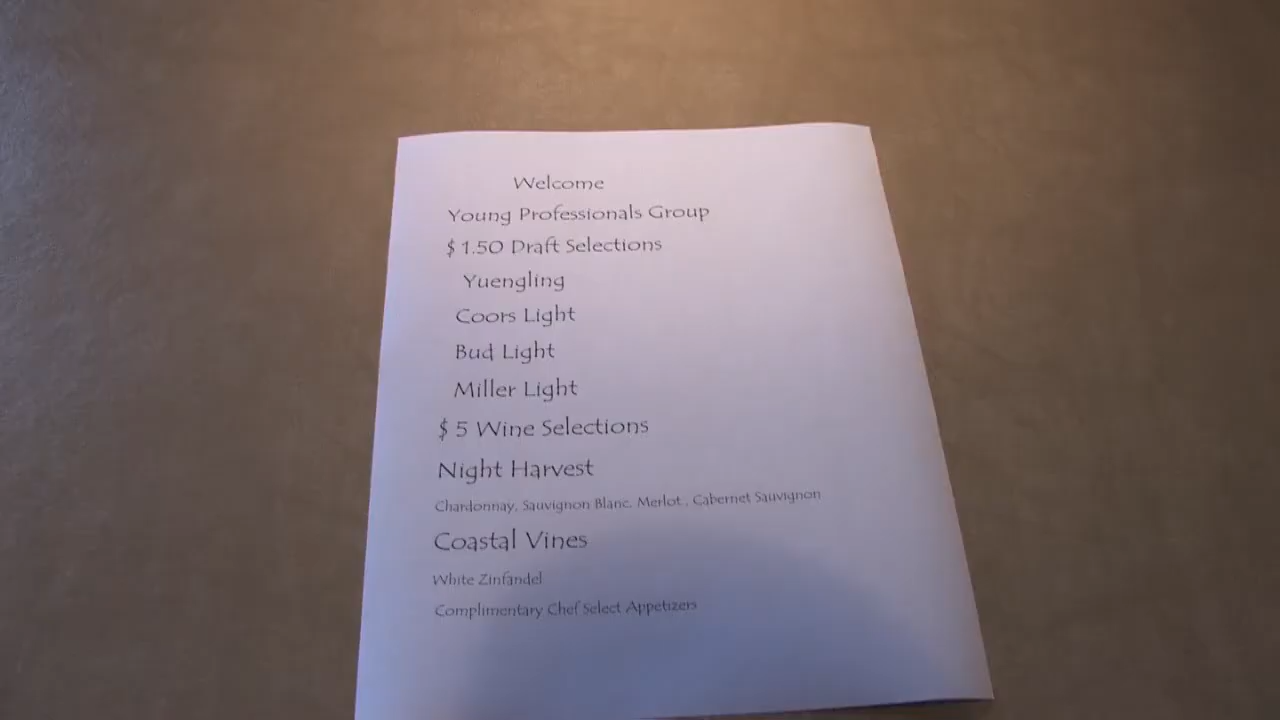 Welcome
Young Professionals Group
$ 1.50 Draft Selections
Yuengling
Coors Light
Bud Light
Miller Light
$ 5 Wine Selections
Night Harvest
Chardonnay, Sauvignon Blanc, Merlot , Cabernet Sauvignon
Coastal Vines
White Zinfandel
Complimentary Chef Select Appetizers